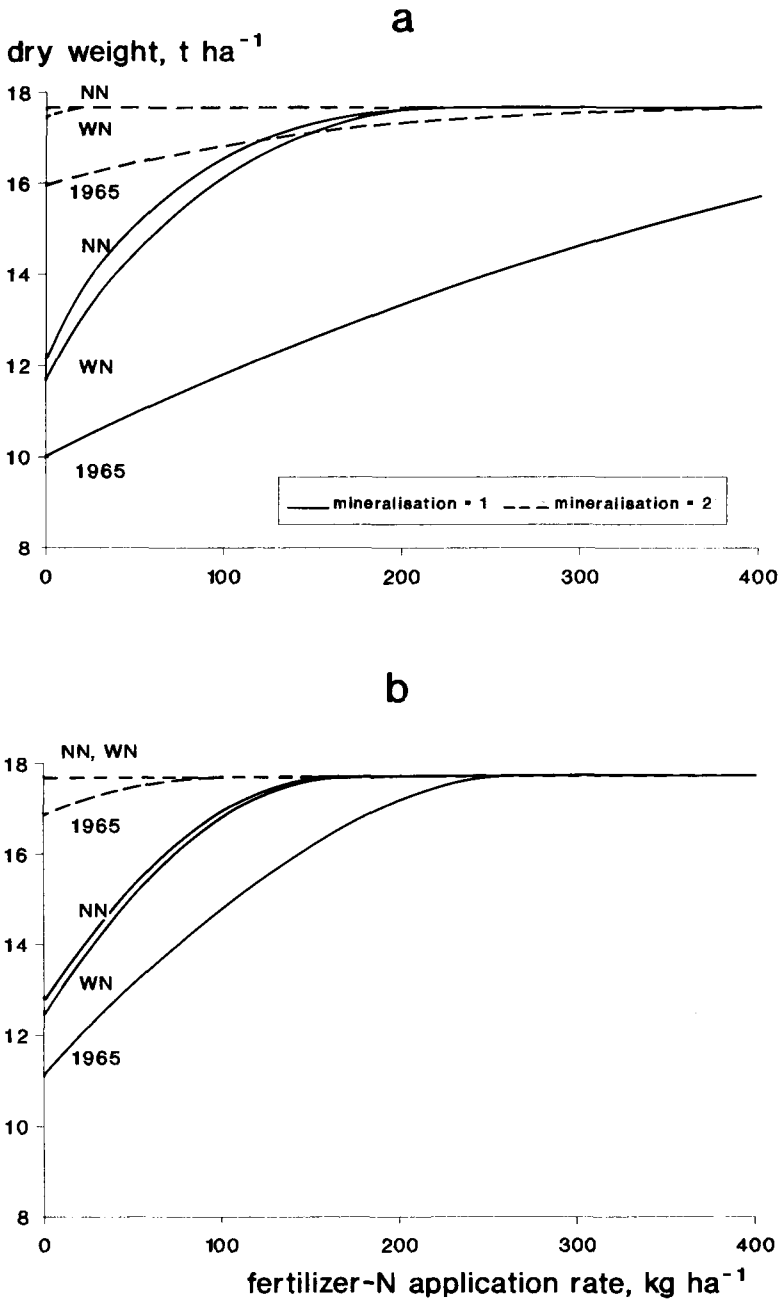 a
dry weight, t ha⁻¹
18
NN
WN
16
1965
NN
14
12
WN
10
1965
mineralisation = 1 mineralisation = 2
8
0 100 200 300 400
b
NN, WN
18
1965
16
NN
14
WN
12
1965
10
8
0 100 200 300 400
fertilizer-N application rate, kg ha⁻¹